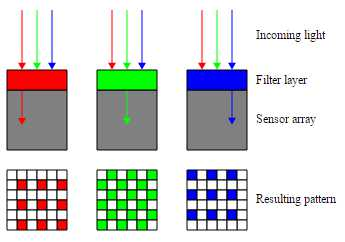 Incoming light
Filter layer
Sensor array
Resulting pattern